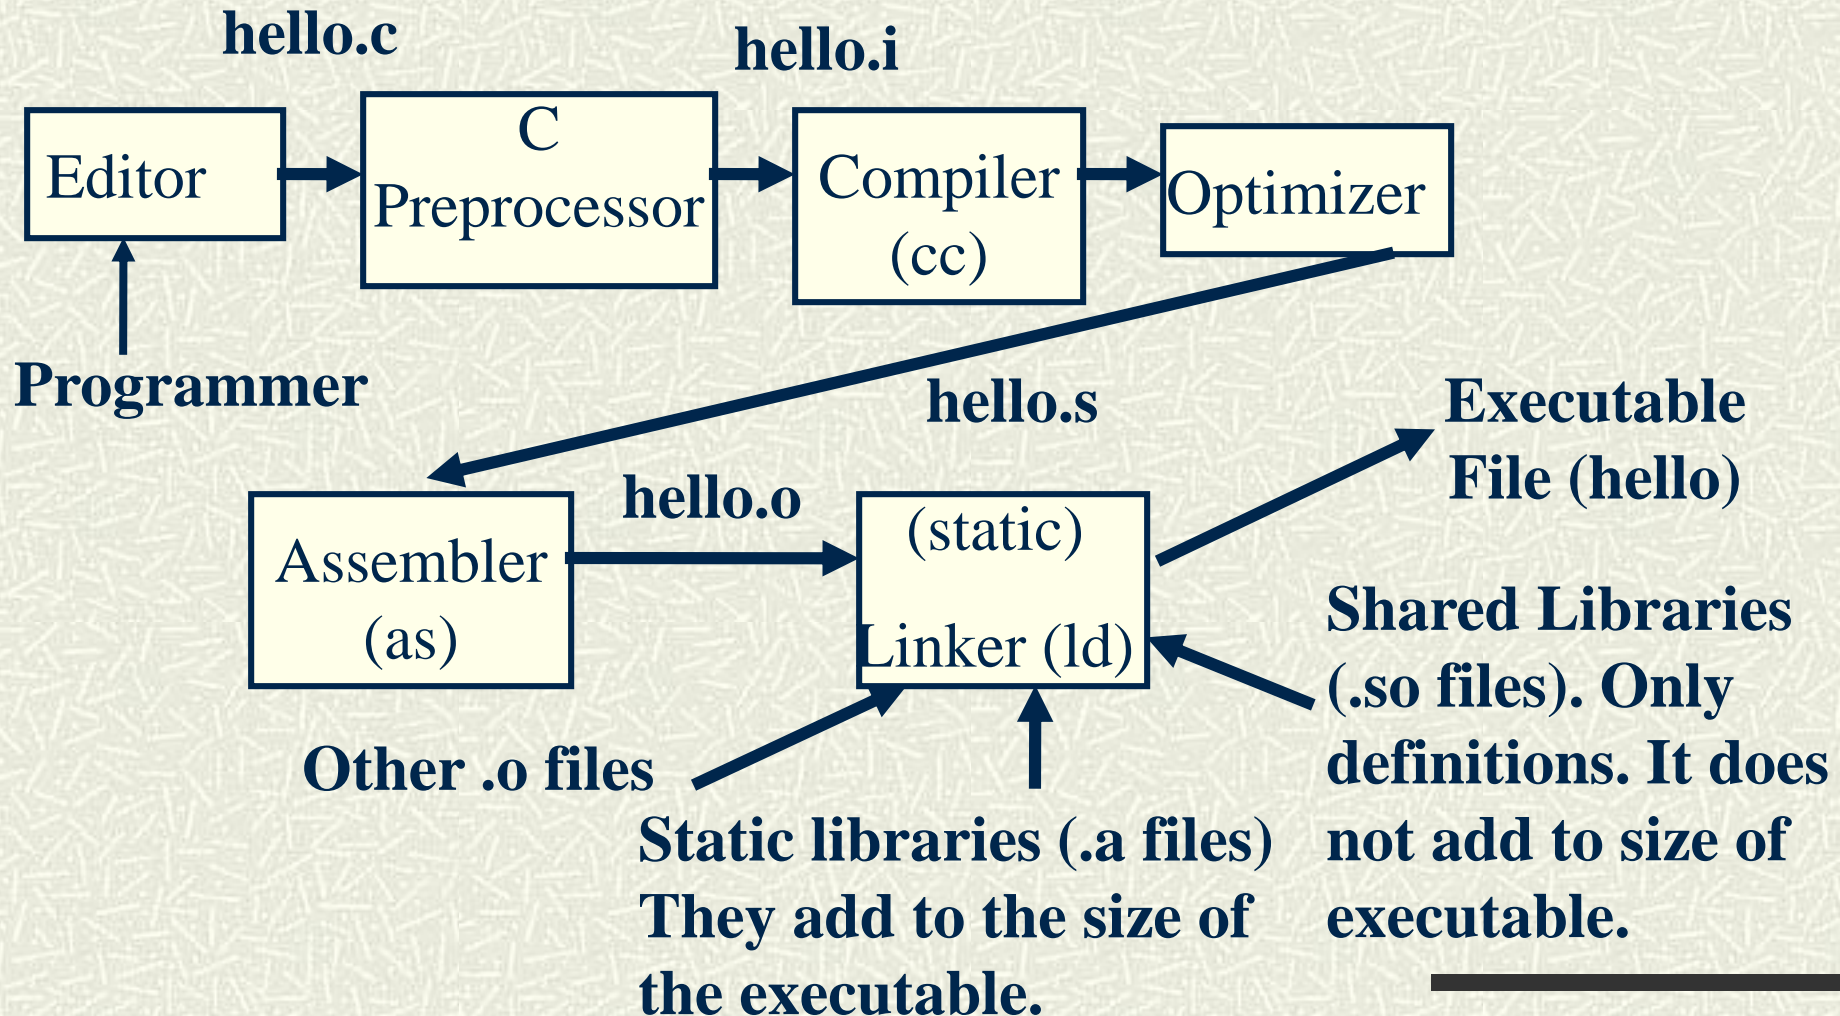 hello.c
hello.i
Editor
C
Preprocessor
Compiler
(cc)
Optimizer
Programmer
hello.s
Executable
File (hello)
Assembler
(as)
hello.o
(static)
Linker (ld)
Other .o files
Static libraries (.a files)
They add to the size of
the executable.
Shared Libraries
(.so files). Only
definitions. It does
not add to size of
executable.